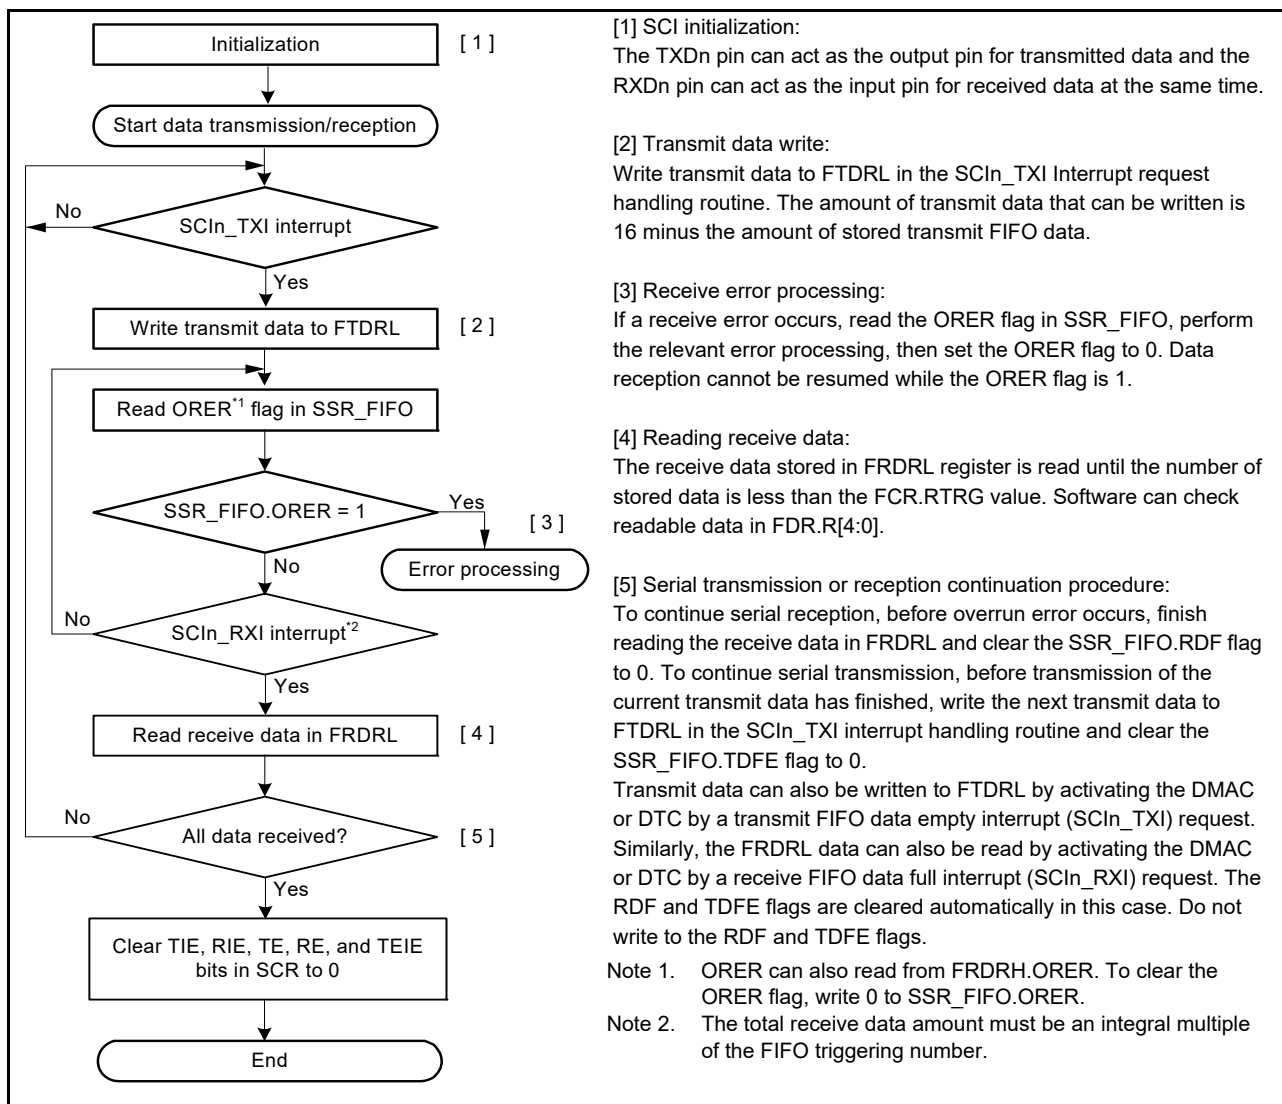 Initialization
[ 1 ]
Start data transmission/reception
No
SCIn_TXI interrupt
Yes
Write transmit data to FTDRL
[ 2 ]
Read ORER*1 flag in SSR_FIFO
SSR_FIFO.ORER = 1
Yes
[ 3 ]
Error processing
No
No
SCIn_RXI interrupt*2
Yes
Read receive data in FRDRL
[ 4 ]
No
All data received?
[ 5 ]
Yes
Clear TIE, RIE, TE, RE, and TEIE
bits in SCR to 0
End
[1] SCI initialization:
The TXDn pin can act as the output pin for transmitted data and the
RXDn pin can act as the input pin for received data at the same time.
[2] Transmit data write:
Write transmit data to FTDRL in the SCIn_TXI Interrupt request
handling routine. The amount of transmit data that can be written is
16 minus the amount of stored transmit FIFO data.
[3] Receive error processing:
If a receive error occurs, read the ORER flag in SSR_FIFO, perform
the relevant error processing, then set the ORER flag to 0. Data
reception cannot be resumed while the ORER flag is 1.
[4] Reading receive data:
The receive data stored in FRDRL register is read until the number of
stored data is less than the FCR.RTRG value. Software can check
readable data in FDR.R[4:0].
[5] Serial transmission or reception continuation procedure:
To continue serial reception, before overrun error occurs, finish
reading the receive data in FRDRL and clear the SSR_FIFO.RDF flag
to 0. To continue serial transmission, before transmission of the
current transmit data has finished, write the next transmit data to
FTDRL in the SCIn_TXI interrupt handling routine and clear the
SSR_FIFO.TDFE flag to 0.
Transmit data can also be written to FTDRL by activating the DMAC
or DTC by a transmit FIFO data empty interrupt (SCIn_TXI) request.
Similarly, the FRDRL data can also be read by activating the DMAC
or DTC by a receive FIFO data full interrupt (SCIn_RXI) request. The
RDF and TDFE flags are cleared automatically in this case. Do not
write to the RDF and TDFE flags.
Note 1. ORER can also read from FRDRH.ORER. To clear the
ORER flag, write 0 to SSR_FIFO.ORER.
Note 2. The total receive data amount must be an integral multiple
of the FIFO triggering number.